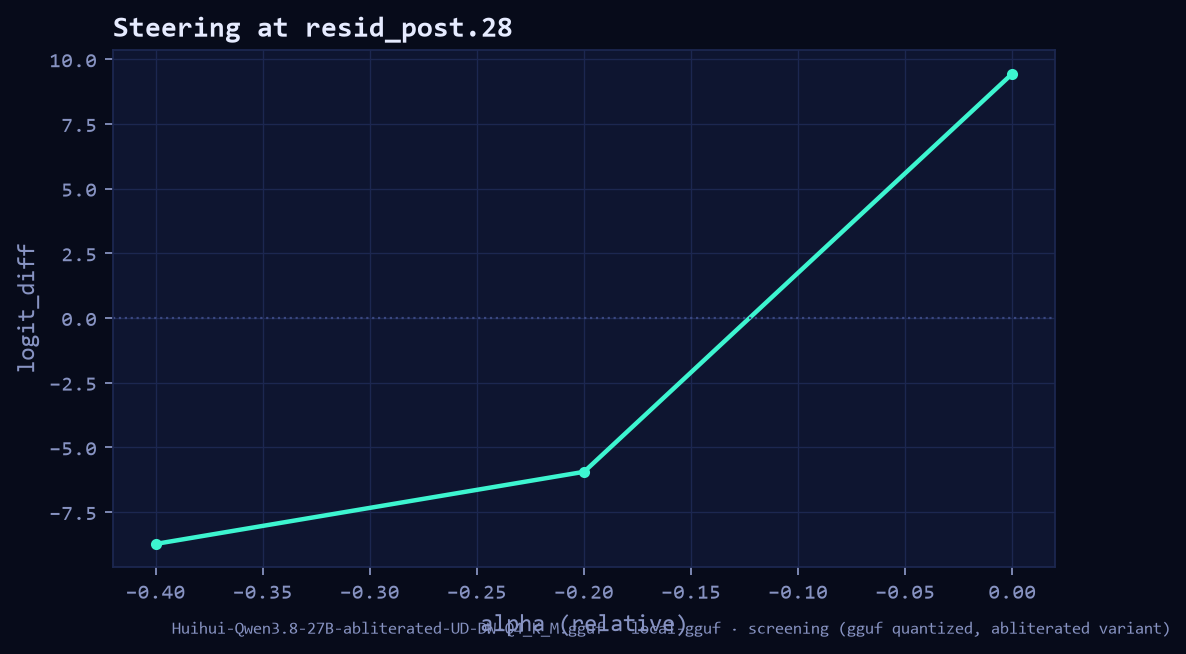 Steering at resid_post.28
10.0
7.5
5.0
2.5
0.0
−2.5
−5.0
−7.5
logit_diff
−0.40 −0.35 −0.30 −0.25 −0.20 −0.15 −0.10 −0.05 0.00
alpha (relative)
Huihui-Qwen3.8-27B-abliterated-UD- local-gguf · screening (gguf quantized, abliterated variant)